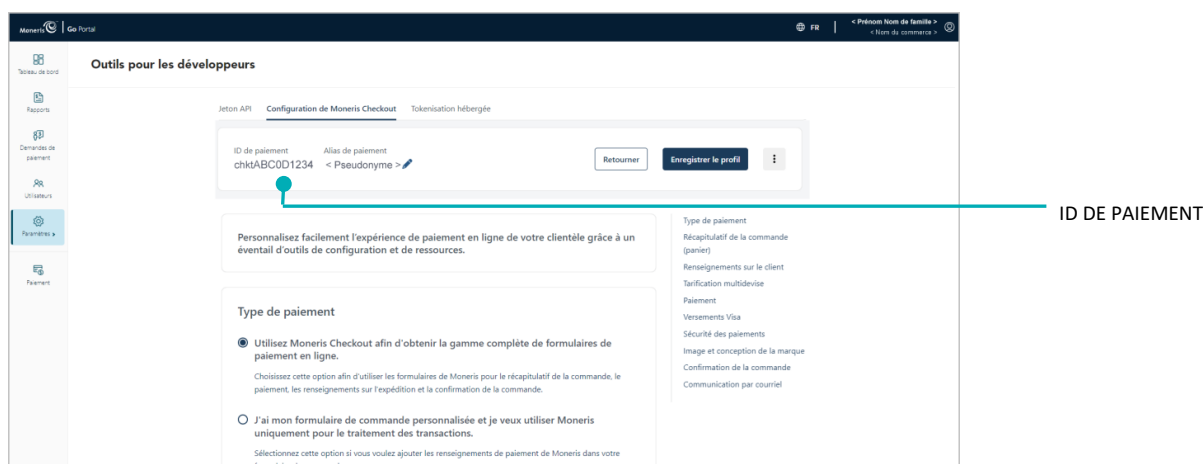 Moneris Go Portal
FR
< Prénom Nom de famille >
< Nom du commerce >
Tableau de bord
Rapports
Demandes de
paiement
Utilisateurs
Paramètres
Paiement
Outils pour les développeurs
Jeton API Configuration de Moneris Checkout Tokenisation hébergée
ID de paiement Alias de paiement
chktABC0D1234 < Pseudonyme >
Retourner Enregistrer le profil
ID DE PAIEMENT
Personnalisez facilement l'expérience de paiement en ligne de votre clientèle grâce à un
éventail d'outils de configuration et de ressources.
Type de paiement
Utilisez Moneris Checkout afin d'obtenir la gamme complète de formulaires de
paiement en ligne.
Choisissez cette option afin d'utiliser les formulaires de Moneris pour le récapitulatif de la commande, le
paiement, les renseignements sur l'expédition et la confirmation de la commande.
J'ai mon formulaire de commande personnalisée et je veux utiliser Moneris
uniquement pour le traitement des transactions.
Sélectionnez cette option si vous voulez ajouter les renseignements de paiement de Moneris dans votre
Type de paiement
Récapitulatif de la commande
(panier)
Renseignements sur le client
Tarification multidevise
Paiement
Versements Visa
Sécurité des paiements
Image et conception de la marque
Confirmation de la commande
Communication par courriel